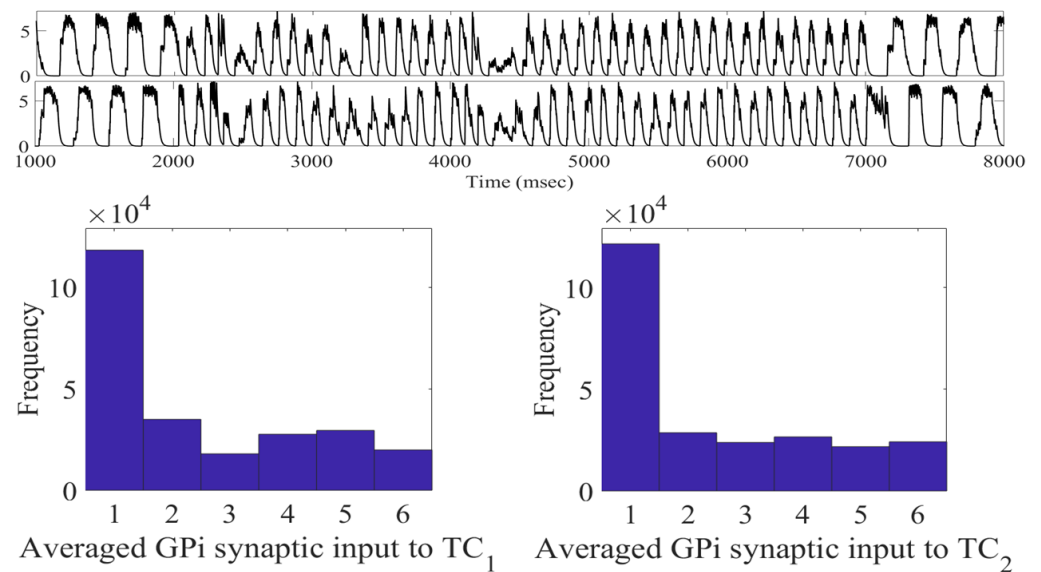 5
0
5
0
1000 2000 3000 4000 5000 6000 7000 8000
Time (msec)
×10^4
10
5
0
Frequency
1 2 3 4 5 6
Averaged GPi synaptic input to TC_1
×10^4
10
5
0
Frequency
1 2 3 4 5 6
Averaged GPi synaptic input to TC_2